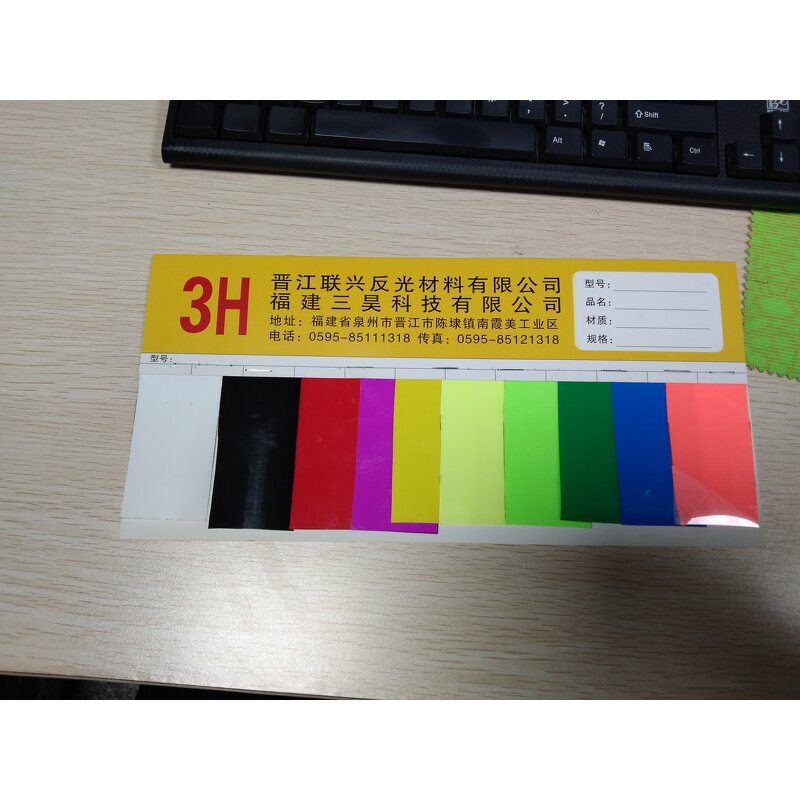 ?
/
Shift
Alt
Ctrl
3H
晋江联兴反光材料有限公司
福建三昊科技有限公司
地址：福建省泉州市晋江市陈埭镇南霞美工业区
电话：0595-85111318 传真：0595-85121318
型号：
品名：
材质：
规格：
型号：